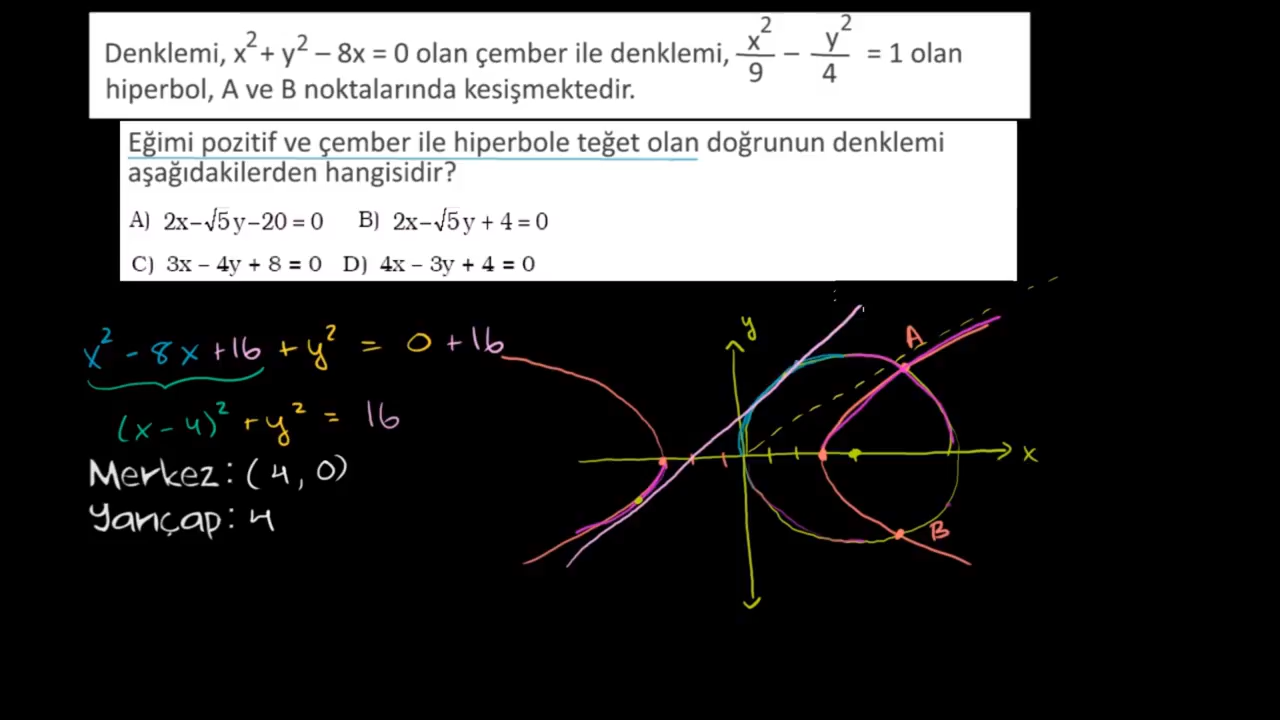 Denklemi, x² + y² – 8x = 0 olan çember ile denklemi, x²/9 – y²/4 = 1 olan
hiperbol, A ve B noktalarında kesişmektedir.
Eğimi pozitif ve çember ile hiperbole teğet olan doğrunun denklemi
aşağıdakilerden hangisidir?
A) 2x–√5y–20 = 0 B) 2x–√5y + 4 = 0
C) 3x – 4y + 8 = 0 D) 4x – 3y + 4 = 0
x² - 8x + 16 + y² = 0 + 16
(x - 4)² + y² = 16
Merkez: (4, 0)
Yarıçap: 4
y
A
x
B